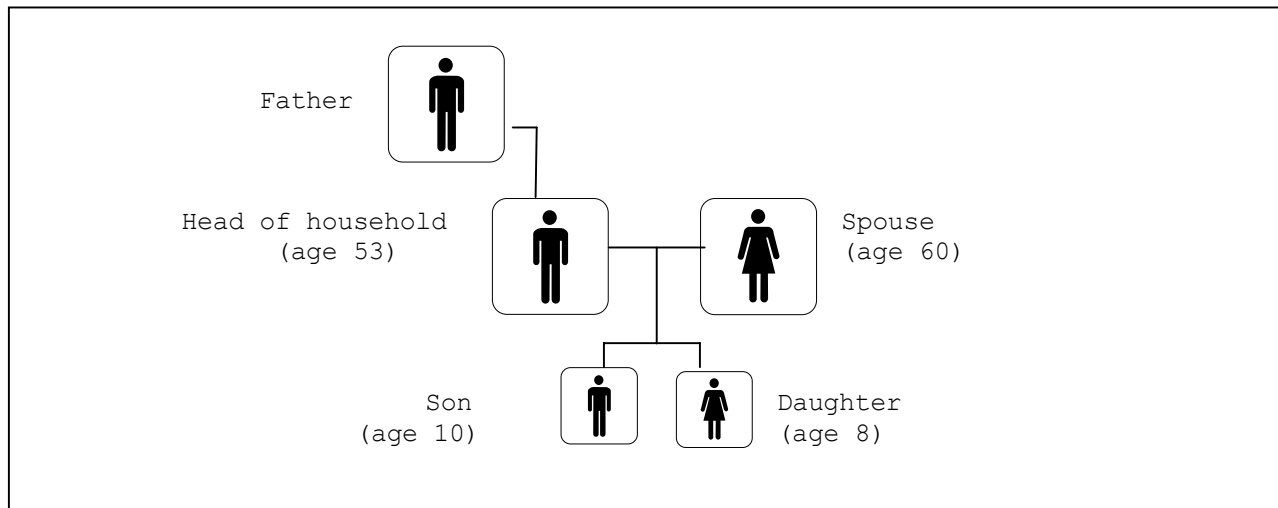 Father
Head of household
(age 53)
Spouse
(age 60)
Son
(age 10)
Daughter
(age 8)